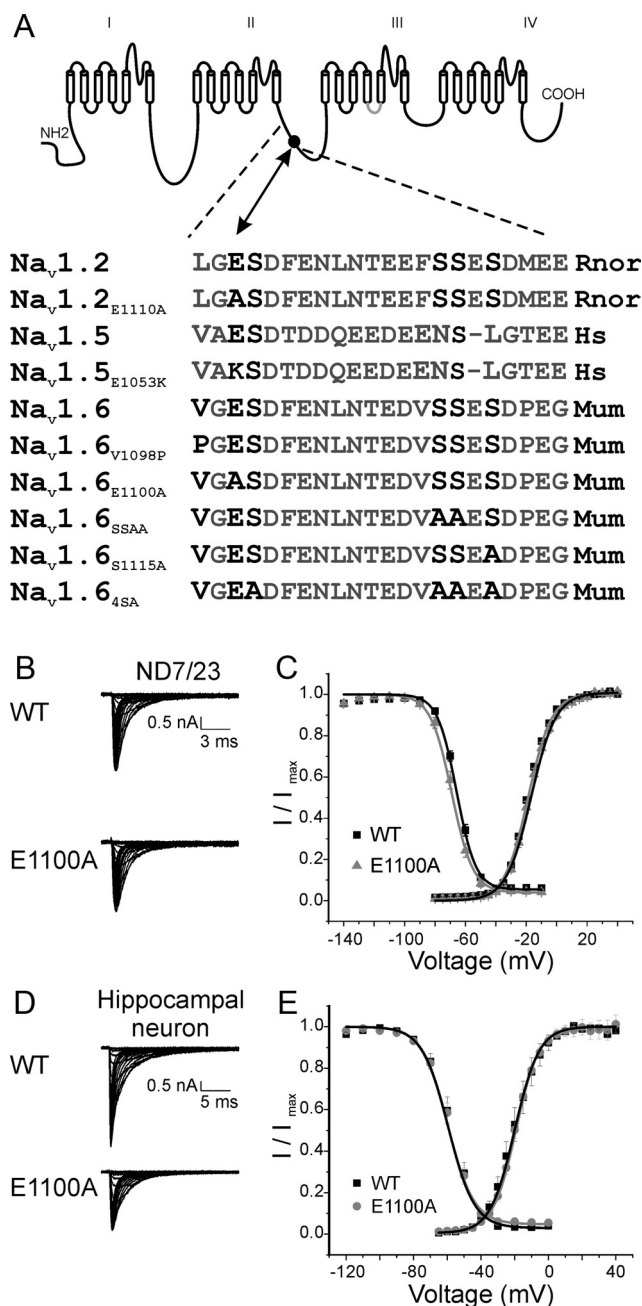 A
I II III IV
NH2
COOH
Nav1.2 LGESDFENLNTEEFSSESDMEE Rnor
Nav1.2E1110A LGASDFENLNTEEFSSESDMEE Rnor
Nav1.5 VAESDTDDQEEDEENS-LGTEE Hs
Nav1.5E1053K VAKSDTDDQEEDEENS-LGTEE Hs
Nav1.6 VGESDFENLNTEDVSSESDPEG Mum
Nav1.6V1098P PGESDFENLNTEDVSSESDPEG Mum
Nav1.6E1100A VGASDFENLNTEDVSSESDPEG Mum
Nav1.6SSAA VGESDFENLNTEDVAAESDPEG Mum
Nav1.6S1115A VGESDFENLNTEDVSSEADPEG Mum
Nav1.64SA VGEADFENLNTEDVAAEADPEG Mum
B ND7/23
WT
0.5 nA
3 ms
E1100A
C
I / Imax
1.0
0.8
0.6
0.4
0.2
0.0
WT
E1100A
-140 -100 -60 -20 20
Voltage (mV)
D Hippocampal
neuron
WT
0.5 nA
5 ms
E1100A
E
I / Imax
1.0
0.8
0.6
0.4
0.2
0.0
WT
E1100A
-120 -80 -40 0 40
Voltage (mV)